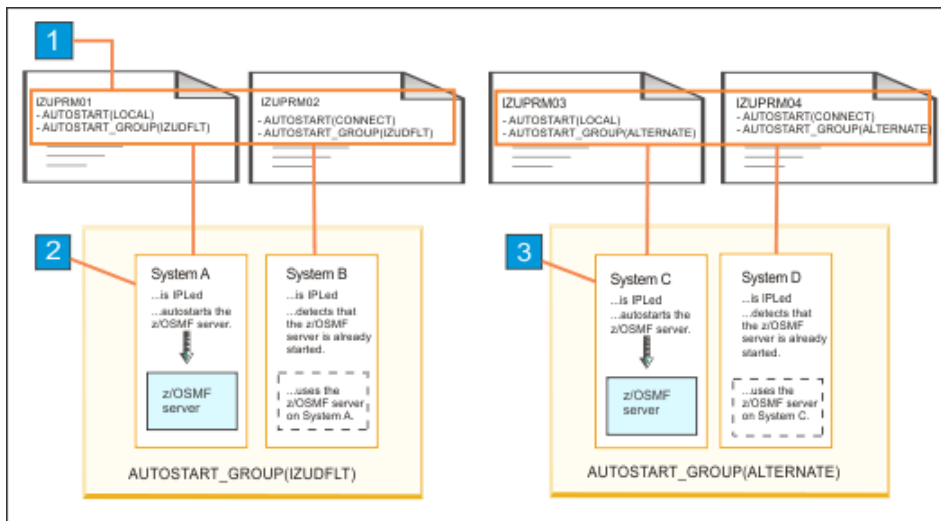 1
IZUPRM01
- AUTOSTART(LOCAL)
- AUTOSTART_GROUP(IZUDFLT)
IZUPRM02
- AUTOSTART(CONNECT)
- AUTOSTART_GROUP(IZUDFLT)
IZUPRM03
- AUTOSTART(LOCAL)
- AUTOSTART_GROUP(ALTERNATE)
IZUPRM04
- AUTOSTART(CONNECT)
- AUTOSTART_GROUP(ALTERNATE)
2
System A
...is IPLed
...autostarts the
z/OSMF server.
z/OSMF
server
System B
...is IPLed
...detects that
the z/OSMF
server is already
started.
...uses the
z/OSMF server
on System A.
AUTOSTART_GROUP(IZUDFLT)
3
System C
...is IPLed
...autostarts the
z/OSMF server.
z/OSMF
server
System D
...is IPLed
...detects that
the z/OSMF
server is already
started.
...uses the
z/OSMF server
on System C.
AUTOSTART_GROUP(ALTERNATE)